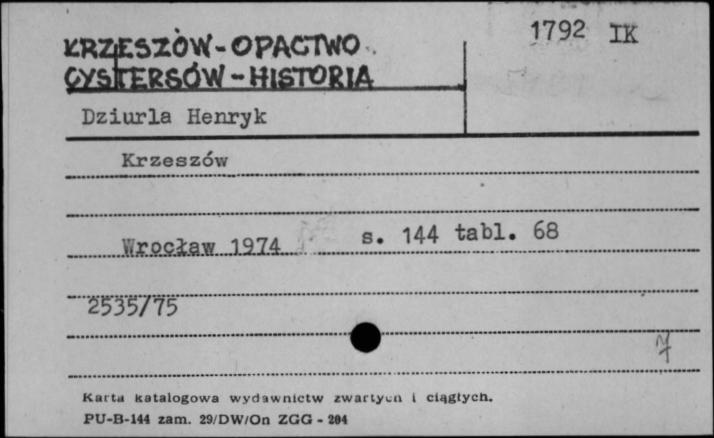 1792 IK
KRZESZÓW-OPACTWO
CYSTERSÓW-HISTORIA
Dziurla Henryk
Krzeszów
Wrocław 1974 s. 144 tabl. 68
2535/75
Karta katalogowa wydawnictw zwartych i ciągłych.
PU-B-144 zam. 29/DW/On ZGG - 204